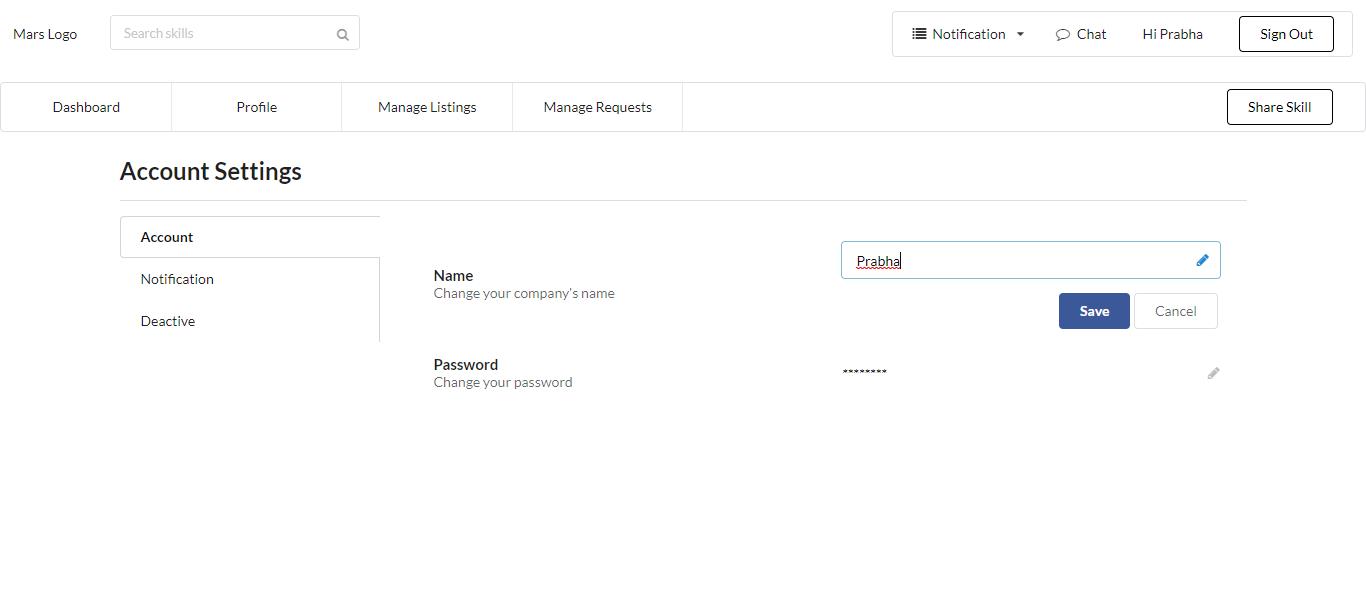 Mars Logo
Search skills
Notification
Chat
Hi Prabha
Sign Out
Dashboard
Profile
Manage Listings
Manage Requests
Share Skill
Account Settings
Account
Notification
Deactive
Name
Change your company's name
Prabha
Save
Cancel
Password
Change your password
********